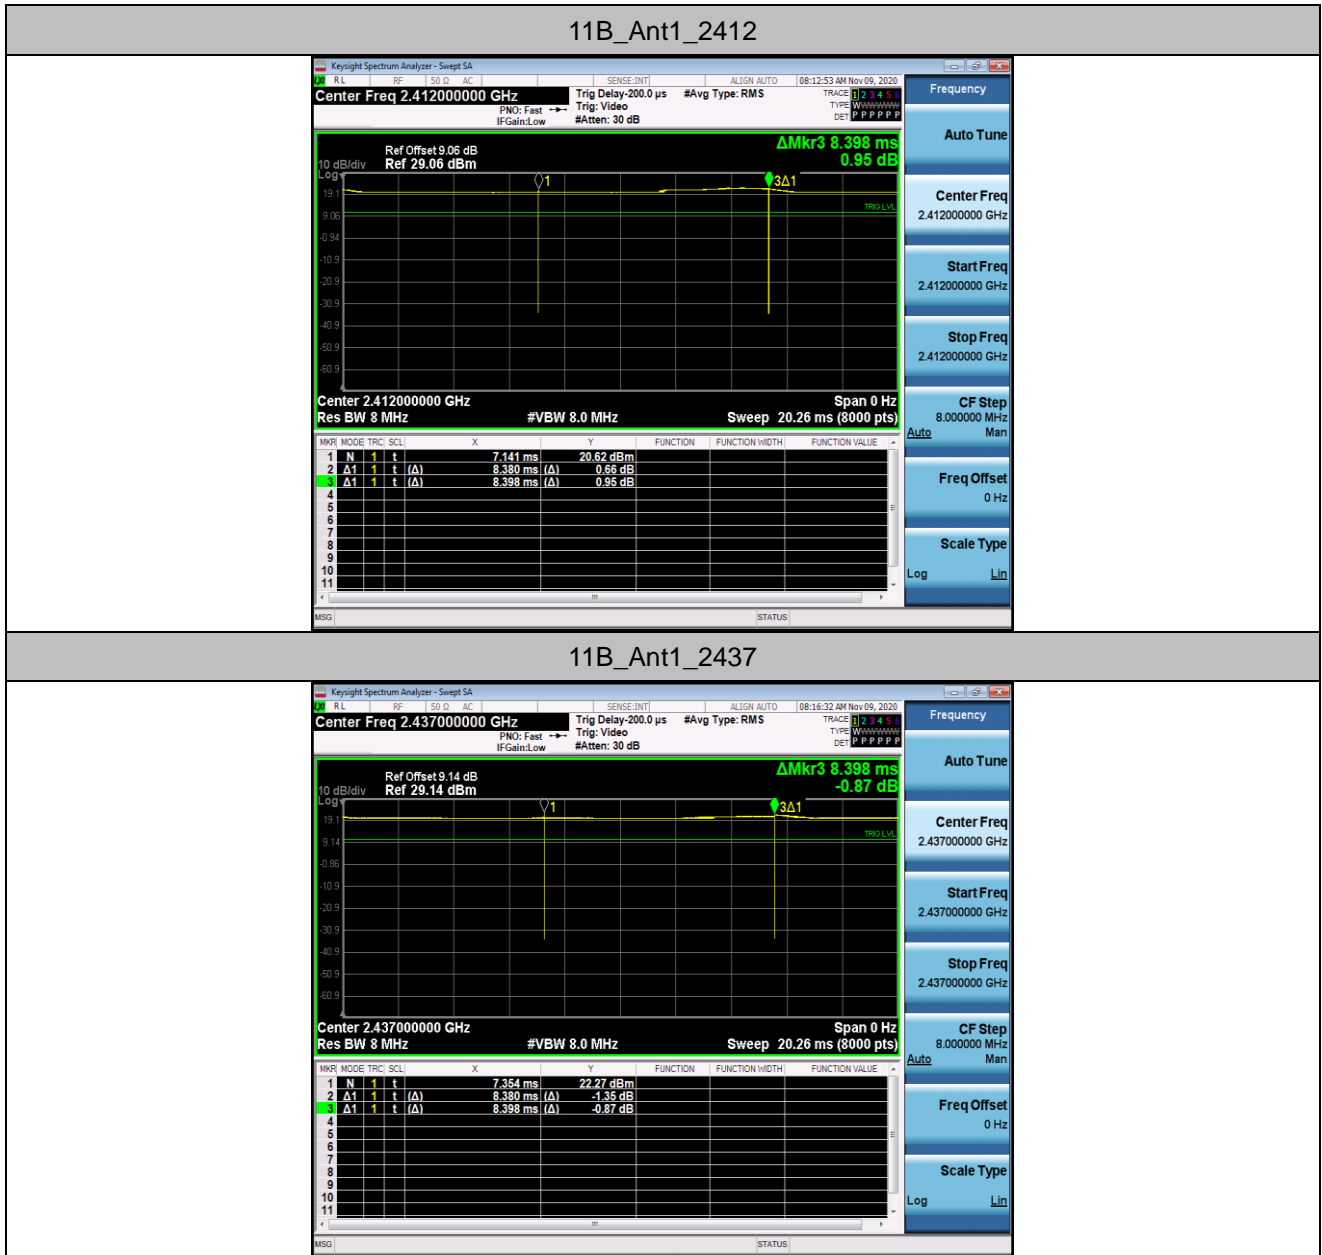 11B_Ant1_2412
Keysight Spectrum Analyzer - Swept SA
RL RF 50 Ω AC SENSE:INT ALIGN AUTO 08:12:53 AM Nov 09, 2020
Center Freq 2.412000000 GHz
PNO: Fast
IFGain:Low
Trig Delay-200.0 µs
Trig: Video
#Atten: 30 dB
#Avg Type: RMS
TRACE 1 2 3 4 5 6
TYPE W
DET P P P P P P
Frequency
Auto Tune
Center Freq
2.412000000 GHz
Start Freq
2.412000000 GHz
Stop Freq
2.412000000 GHz
CF Step
8.000000 MHz
Auto Man
Freq Offset
0 Hz
Scale Type
Log Lin
ΔMkr3 8.398 ms
0.95 dB
Ref Offset 9.06 dB
10 dB/div Ref 29.06 dBm
Log
1
3Δ1
19.1
TRIG LVL
9.06
-0.94
-10.9
-20.9
-30.9
-40.9
-50.9
-60.9
Center 2.412000000 GHz Span 0 Hz
Res BW 8 MHz #VBW 8.0 MHz Sweep 20.26 ms (8000 pts)
MKR MODE TRC SCL X Y FUNCTION FUNCTION WIDTH FUNCTION VALUE
1 N 1 t 7.141 ms 20.62 dBm
2 Δ1 1 t (Δ) 8.380 ms (Δ) 0.66 dB
3 Δ1 1 t (Δ) 8.398 ms (Δ) 0.95 dB
4
5
6
7
8
9
10
11
MSG STATUS
11B_Ant1_2437
Keysight Spectrum Analyzer - Swept SA
RL RF 50 Ω AC SENSE:INT ALIGN AUTO 08:16:32 AM Nov 09, 2020
Center Freq 2.437000000 GHz
PNO: Fast
IFGain:Low
Trig Delay-200.0 µs
Trig: Video
#Atten: 30 dB
#Avg Type: RMS
TRACE 1 2 3 4 5 6
TYPE W
DET P P P P P P
Frequency
Auto Tune
Center Freq
2.437000000 GHz
Start Freq
2.437000000 GHz
Stop Freq
2.437000000 GHz
CF Step
8.000000 MHz
Auto Man
Freq Offset
0 Hz
Scale Type
Log Lin
ΔMkr3 8.398 ms
-0.87 dB
Ref Offset 9.14 dB
10 dB/div Ref 29.14 dBm
Log
1
3Δ1
19.1
TRIG LVL
9.14
-0.86
-10.9
-20.9
-30.9
-40.9
-50.9
-60.9
Center 2.437000000 GHz Span 0 Hz
Res BW 8 MHz #VBW 8.0 MHz Sweep 20.26 ms (8000 pts)
MKR MODE TRC SCL X Y FUNCTION FUNCTION WIDTH FUNCTION VALUE
1 N 1 t 7.354 ms 22.27 dBm
2 Δ1 1 t (Δ) 8.380 ms (Δ) -1.35 dB
3 Δ1 1 t (Δ) 8.398 ms (Δ) -0.87 dB
4
5
6
7
8
9
10
11
MSG STATUS